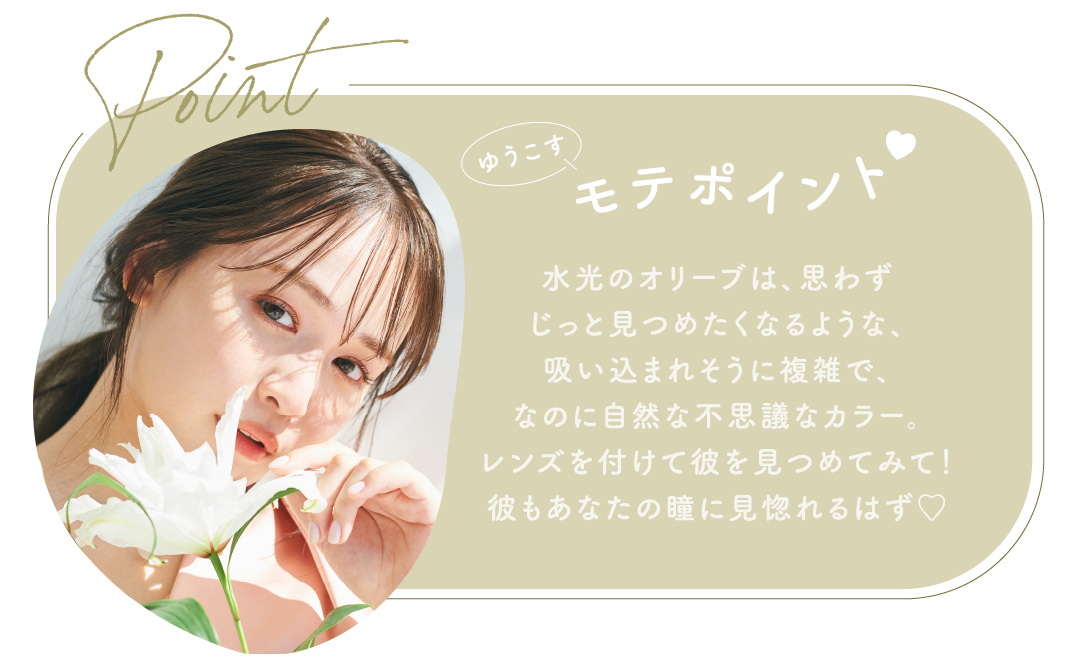 Point
ゆうこす
モテポイント
水光のオリーブは、思わず
じっと見つめたくなるような、
吸い込まれそうに複雑で、
なのに自然な不思議なカラー。
レンズを付けて彼を見つめてみて！
彼もあなたの瞳に見惚れるはず♡